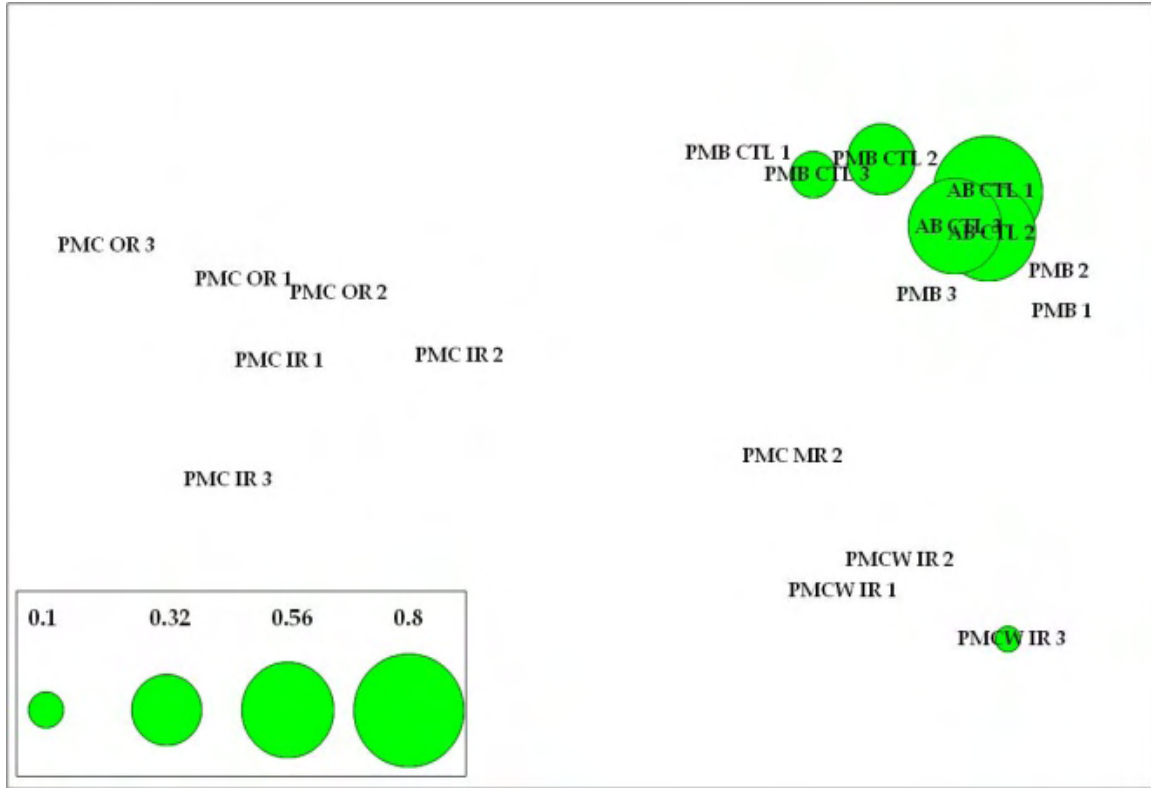 PMB CTL 1
PMB CTL 2
PMB CTL 3
AB CTL 1
AB CTL 3
AB CTL 2
PMC OR 3
PMC OR 1
PMC OR 2
PMB 2
PMB 3
PMB 1
PMC IR 1
PMC IR 2
PMC MR 2
PMC IR 3
PMCW IR 2
PMCW IR 1
PMCW IR 3
0.1 0.32 0.56 0.8